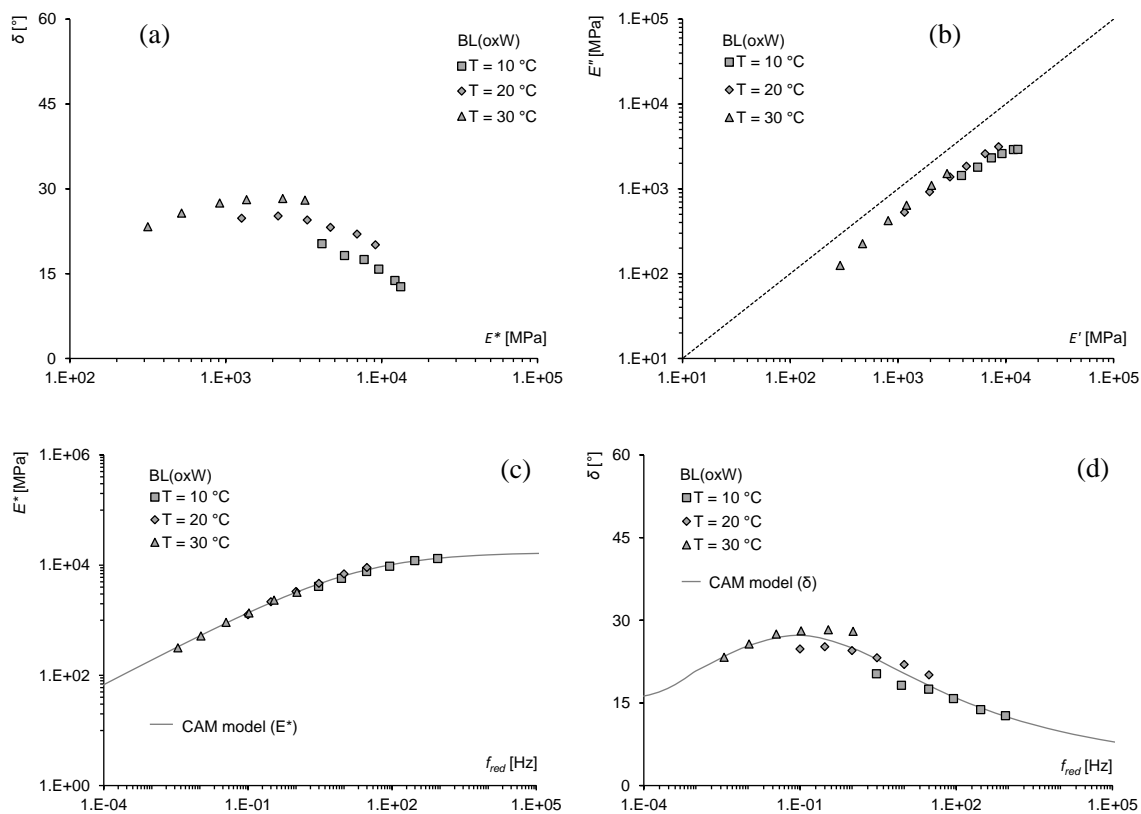 (a)
δ [°]
60
45
30
15
0
BL(oxW)
T = 10 °C
T = 20 °C
T = 30 °C
E* [MPa]
1.E+02
1.E+03
1.E+04
1.E+05
(b)
E″ [MPa]
1.E+05
1.E+04
1.E+03
1.E+02
1.E+01
BL(oxW)
T = 10 °C
T = 20 °C
T = 30 °C
E′ [MPa]
1.E+01
1.E+02
1.E+03
1.E+04
1.E+05
(c)
E* [MPa]
1.E+06
1.E+04
1.E+02
1.E+00
BL(oxW)
T = 10 °C
T = 20 °C
T = 30 °C
CAM model (E*)
fred [Hz]
1.E-04
1.E-01
1.E+02
1.E+05
(d)
δ [°]
60
45
30
15
0
BL(oxW)
T = 10 °C
T = 20 °C
T = 30 °C
CAM model (δ)
fred [Hz]
1.E-04
1.E-01
1.E+02
1.E+05